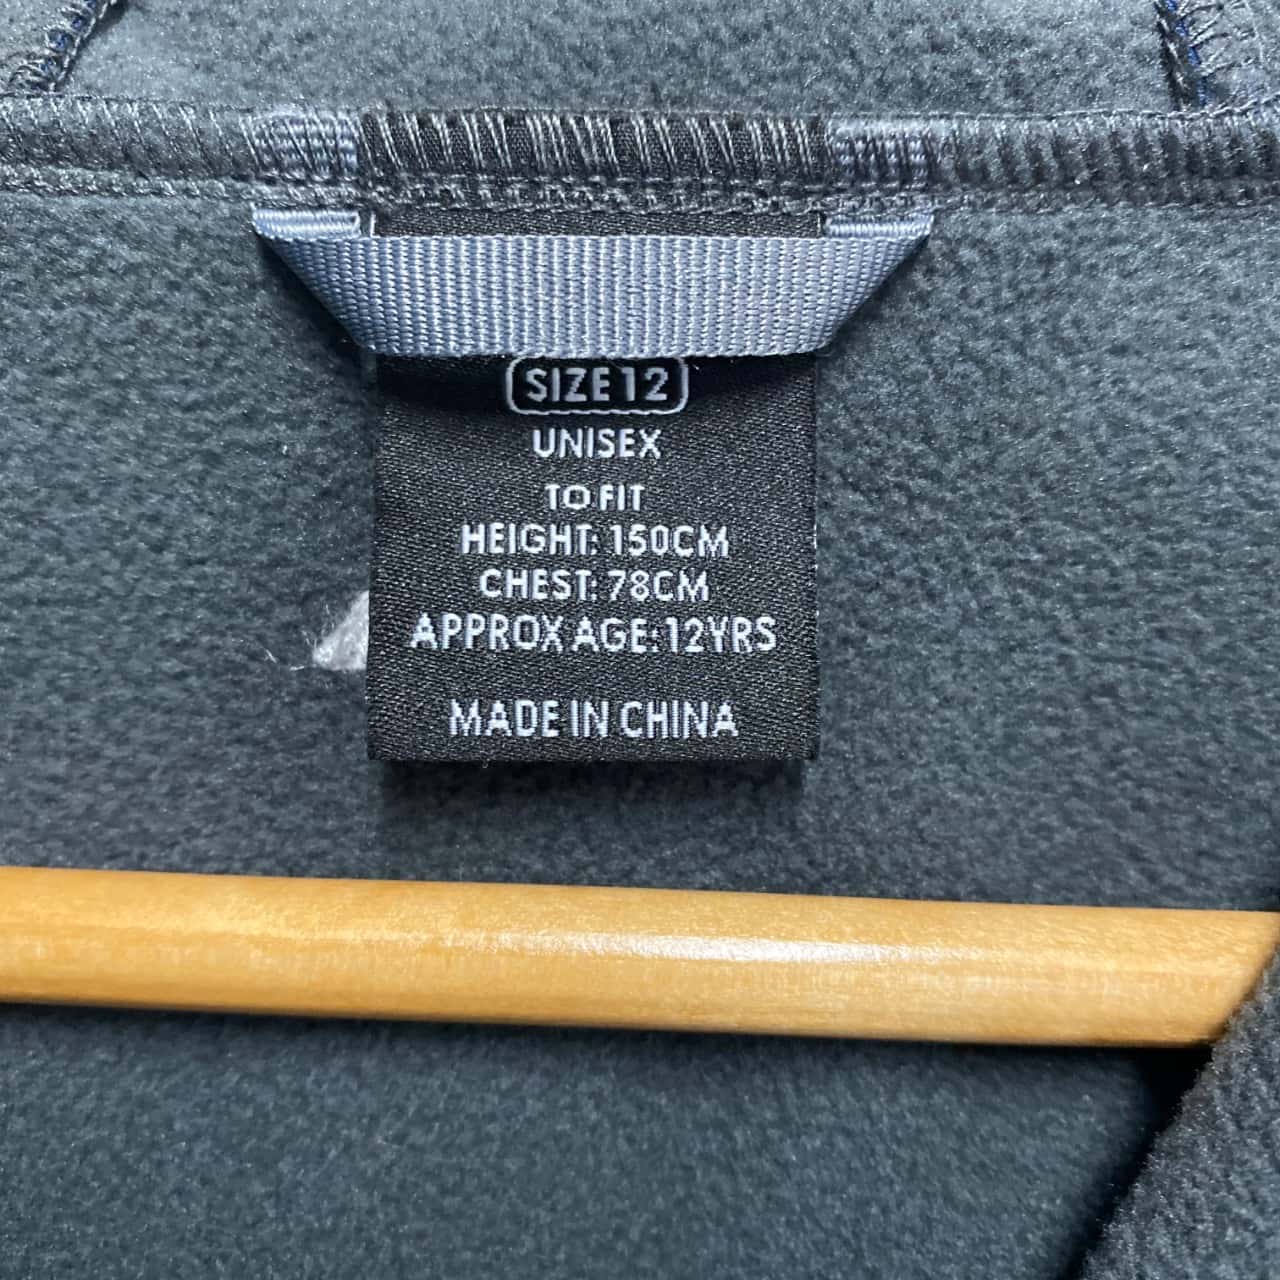 SIZE 12
UNISEX
TO FIT
HEIGHT: 150CM
CHEST: 78CM
APPROX AGE: 12YRS
MADE IN CHINA